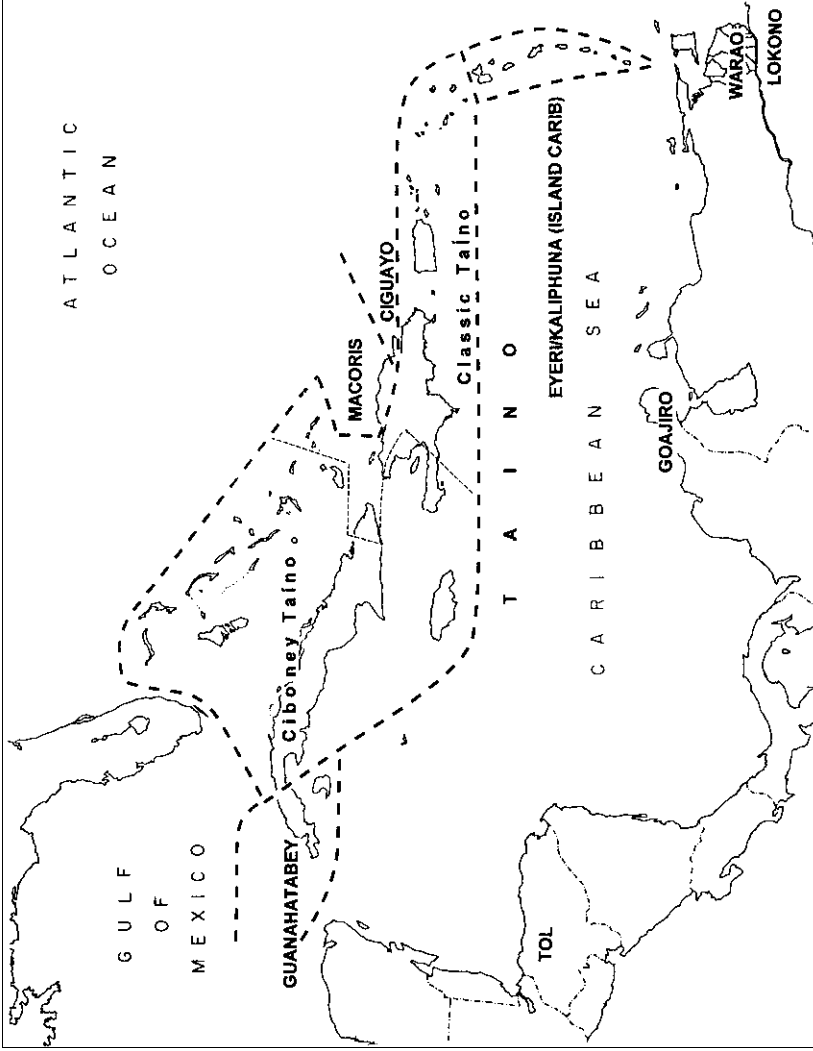 ATLANTIC
OCEAN
GULF
OF
MEXICO
MACORIS
CIGUAYO
Ciboney Taíno
Classic Taíno
GUANAHATABEY
TAINO
EYERI/KALIPHUNA (ISLAND CARIB)
CARIBBEAN SEA
GOAJIRO
WARAO
LOKONO
TOL